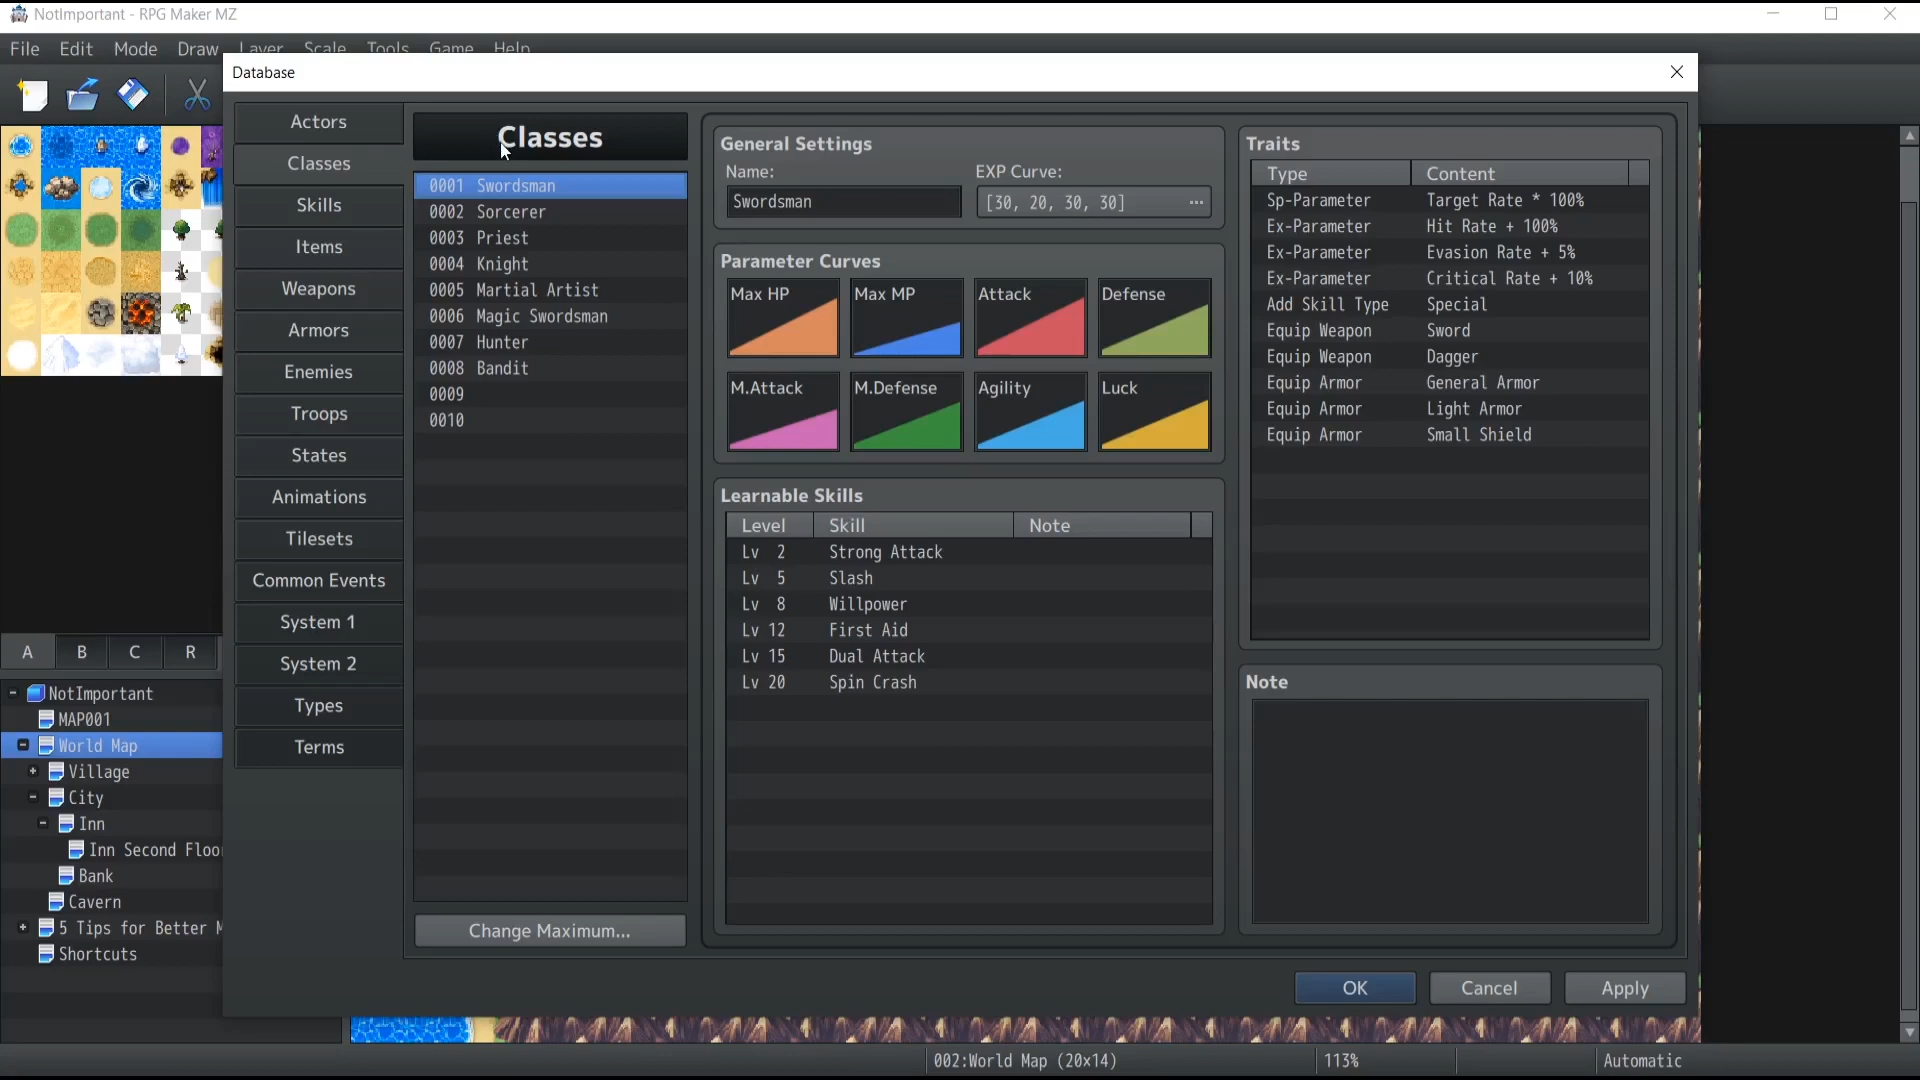 NotImportant - RPG Maker MZ
File Edit Mode Draw Layer Scale Tools Game Help
Database
Actors
Classes
Skills
Items
Weapons
Armors
Enemies
Troops
States
Animations
Tilesets
Common Events
System 1
System 2
Types
Terms
Classes
0001 Swordsman
0002 Sorcerer
0003 Priest
0004 Knight
0005 Martial Artist
0006 Magic Swordsman
0007 Hunter
0008 Bandit
0009
0010
Change Maximum...
General Settings
Name: EXP Curve:
Swordsman [30, 20, 30, 30] ...
Parameter Curves
Max HP Max MP Attack Defense
M.Attack M.Defense Agility Luck
Learnable Skills
Level Skill Note
Lv 2 Strong Attack
Lv 5 Slash
Lv 8 Willpower
Lv 12 First Aid
Lv 15 Dual Attack
Lv 20 Spin Crash
Traits
Type Content
Sp-Parameter Target Rate * 100%
Ex-Parameter Hit Rate + 100%
Ex-Parameter Evasion Rate + 5%
Ex-Parameter Critical Rate + 10%
Add Skill Type Special
Equip Weapon Sword
Equip Weapon Dagger
Equip Armor General Armor
Equip Armor Light Armor
Equip Armor Small Shield
Note
OK Cancel Apply
A B C R
NotImportant
MAP001
World Map
Village
City
Inn
Inn Second Floo
Bank
Cavern
5 Tips for Better M
Shortcuts
002:World Map (20×14) 113% Automatic